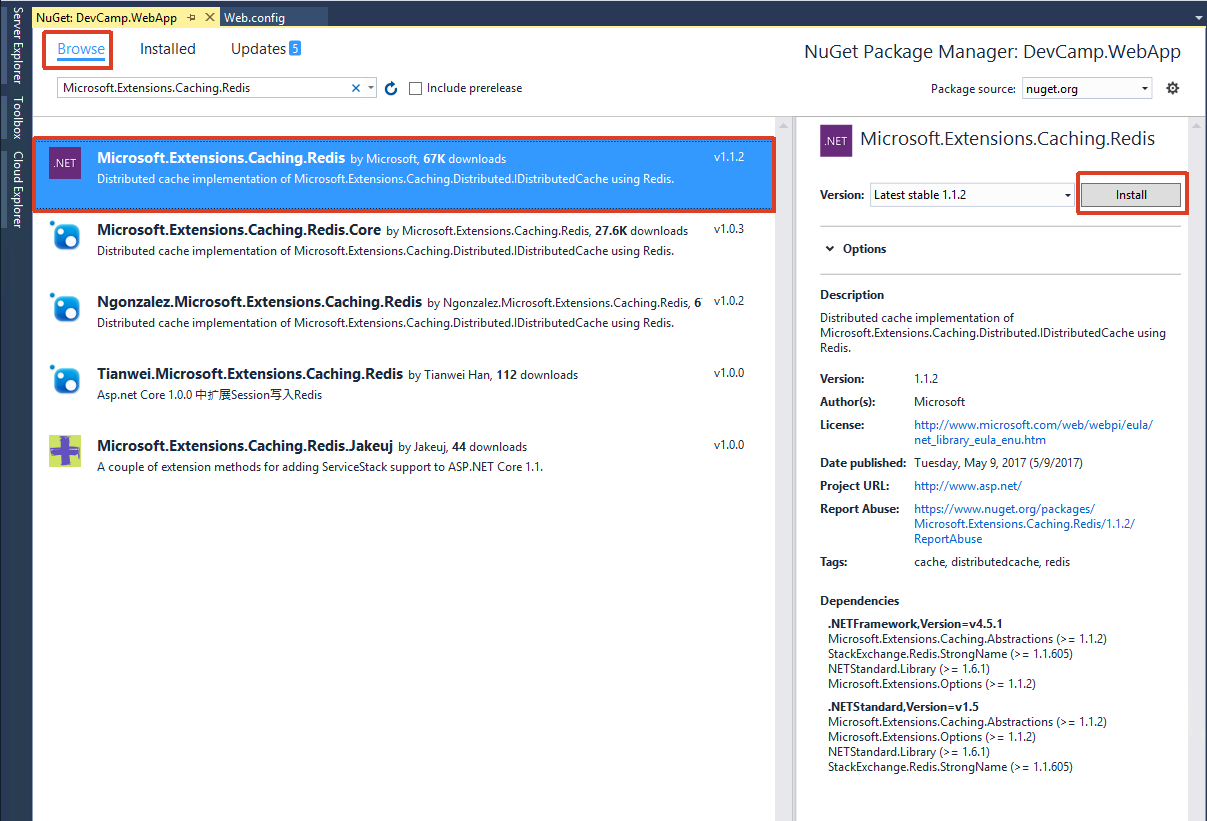 NuGet: DevCamp.WebApp
Web.config
Server Explorer
Toolbox
Cloud Explorer
Browse
Installed
Updates 5
NuGet Package Manager: DevCamp.WebApp
Microsoft.Extensions.Caching.Redis
Include prerelease
Package source: nuget.org
.NET
Microsoft.Extensions.Caching.Redis by Microsoft, 67K downloads
v1.1.2
Distributed cache implementation of Microsoft.Extensions.Caching.Distributed.IDistributedCache using Redis.
Microsoft.Extensions.Caching.Redis.Core by Microsoft.Extensions.Caching.Redis, 27.6K downloads
v1.0.3
Distributed cache implementation of Microsoft.Extensions.Caching.Distributed.IDistributedCache using Redis.
Ngonzalez.Microsoft.Extensions.Caching.Redis by Ngonzalez.Microsoft.Extensions.Caching.Redis, 6
v1.0.2
Distributed cache implementation of Microsoft.Extensions.Caching.Distributed.IDistributedCache using Redis.
Tianwei.Microsoft.Extensions.Caching.Redis by Tianwei Han, 112 downloads
v1.0.0
Asp.net Core 1.0.0 中扩展Session写入Redis
Microsoft.Extensions.Caching.Redis.Jakeuj by Jakeuj, 44 downloads
v1.0.0
A couple of extension methods for adding ServiceStack support to ASP.NET Core 1.1.
.NET
Microsoft.Extensions.Caching.Redis
Version: Latest stable 1.1.2
Install
Options
Description
Distributed cache implementation of
Microsoft.Extensions.Caching.Distributed.IDistributedCache using
Redis.
Version: 1.1.2
Author(s): Microsoft
License: http://www.microsoft.com/web/webpi/eula/
net_library_eula_enu.htm
Date published: Tuesday, May 9, 2017 (5/9/2017)
Project URL: http://www.asp.net/
Report Abuse: https://www.nuget.org/packages/
Microsoft.Extensions.Caching.Redis/1.1.2/
ReportAbuse
Tags: cache, distributedcache, redis
Dependencies
.NETFramework,Version=v4.5.1
Microsoft.Extensions.Caching.Abstractions (>= 1.1.2)
StackExchange.Redis.StrongName (>= 1.1.605)
NETStandard.Library (>= 1.6.1)
Microsoft.Extensions.Options (>= 1.1.2)
.NETStandard,Version=v1.5
Microsoft.Extensions.Caching.Abstractions (>= 1.1.2)
Microsoft.Extensions.Options (>= 1.1.2)
NETStandard.Library (>= 1.6.1)
StackExchange.Redis.StrongName (>= 1.1.605)